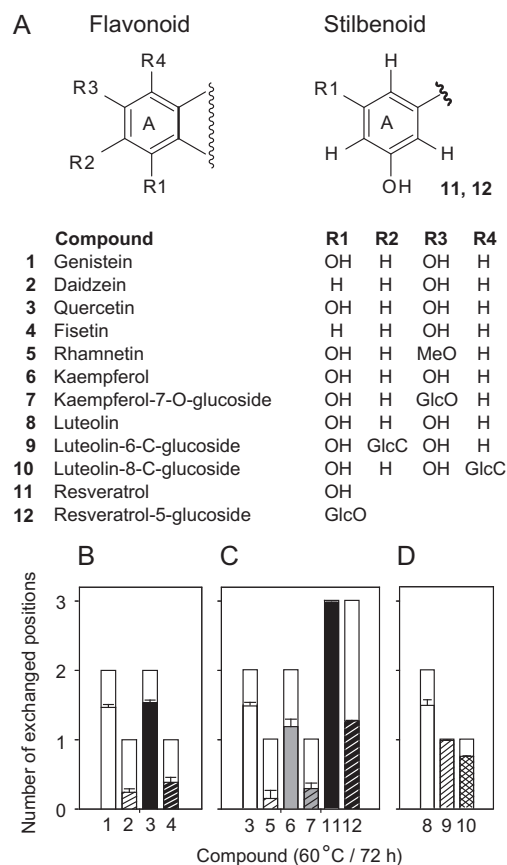 A Flavonoid Stilbenoid
R4 H
R3 R1
A A
R2 H H
R1 OH 11, 12
Compound R1 R2 R3 R4
1 Genistein OH H OH H
2 Daidzein H H OH H
3 Quercetin OH H OH H
4 Fisetin H H OH H
5 Rhamnetin OH H MeO H
6 Kaempferol OH H OH H
7 Kaempferol-7-O-glucoside OH H GlcO H
8 Luteolin OH H OH H
9 Luteolin-6-C-glucoside OH GlcC OH H
10 Luteolin-8-C-glucoside OH H OH GlcC
11 Resveratrol OH
12 Resveratrol-5-glucoside GlcO
B C D
Number of exchanged positions
3
2
1
0
1 2 3 4 3 5 6 7 11 12 8 9 10
Compound (60°C / 72 h)